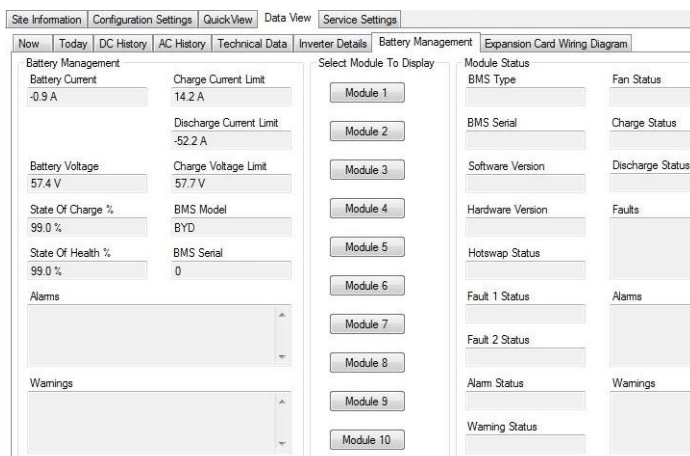 Site Information Configuration Settings QuickView Data View Service Settings
Now Today DC History AC History Technical Data Inverter Details Battery Management Expansion Card Wiring Diagram
Battery Management
Battery Current Charge Current Limit
-0.9 A 14.2 A
Discharge Current Limit
-52.2 A
Battery Voltage Charge Voltage Limit
57.4 V 57.7 V
State Of Charge % BMS Model
99.0 % BYD
State Of Health % BMS Serial
99.0 % 0
Alarms
Warnings
Select Module To Display
Module 1
Module 2
Module 3
Module 4
Module 5
Module 6
Module 7
Module 8
Module 9
Module 10
Module Status
BMS Type Fan Status
BMS Serial Charge Status
Software Version Discharge Status
Hardware Version Faults
Hotswap Status
Fault 1 Status Alarms
Fault 2 Status
Alarm Status Warnings
Warning Status